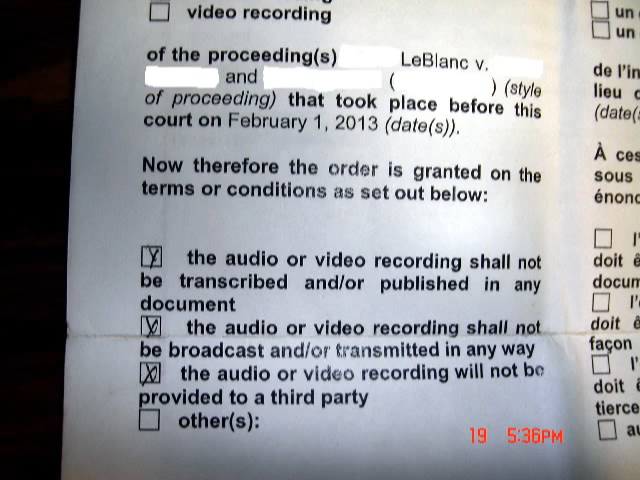 video recording
of the proceeding(s) LeBlanc v.
and ( ) (style
of proceeding) that took place before this
court on February 1, 2013 (date(s)).
Now therefore the order is granted on the
terms or conditions as set out below:
the audio or video recording shall not
be transcribed and/or published in any
document
the audio or video recording shall not
be broadcast and/or transmitted in any way
the audio or video recording will not be
provided to a third party
other(s):
un
un
de l'in
lieu d
(date(s
À ces
sous
énonc
l'
doit ê
docum
l'
doit ê
façon
l'
doit ê
tierce
au
19 5:36PM